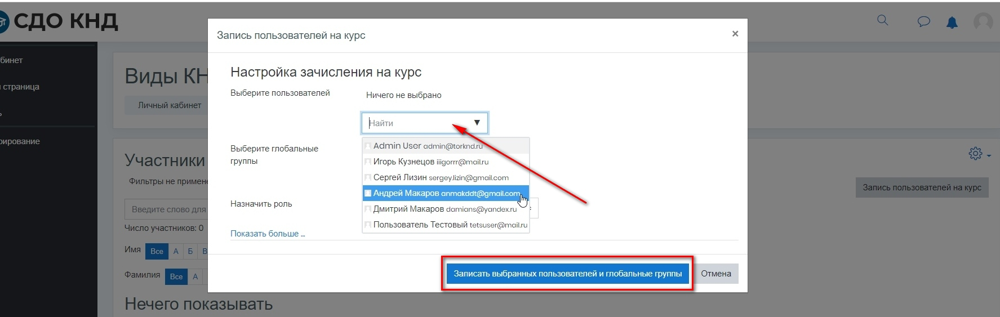 СДО КНД
Запись пользователей на курс
×
бинет
Настройка зачисления на курс
Виды КН
страница
Выберите пользователей
Ничего не выбрано
Личный кабинет
Найти
Выберите глобальные
группы
Admin User admin@torknd.ru
рирование
Участники
Игорь Кузнецов iiigorrr@mail.ru
Фильтры не примене
Сергей Лизин sergey.lizin@gmail.com
Запись пользователей на курс
Андрей Макаров anmakddt@gmail.com
Назначить роль
Введите слово для
Дмитрий Макаров damians@yandex.ru
Число участников: 0
Пользователь Тестовый tetsuser@mail.ru
Показать больше ...
Имя Все А Б В
Фамилия Все А
Записать выбранных пользователей и глобальные группы
Отмена
Нечего показывать